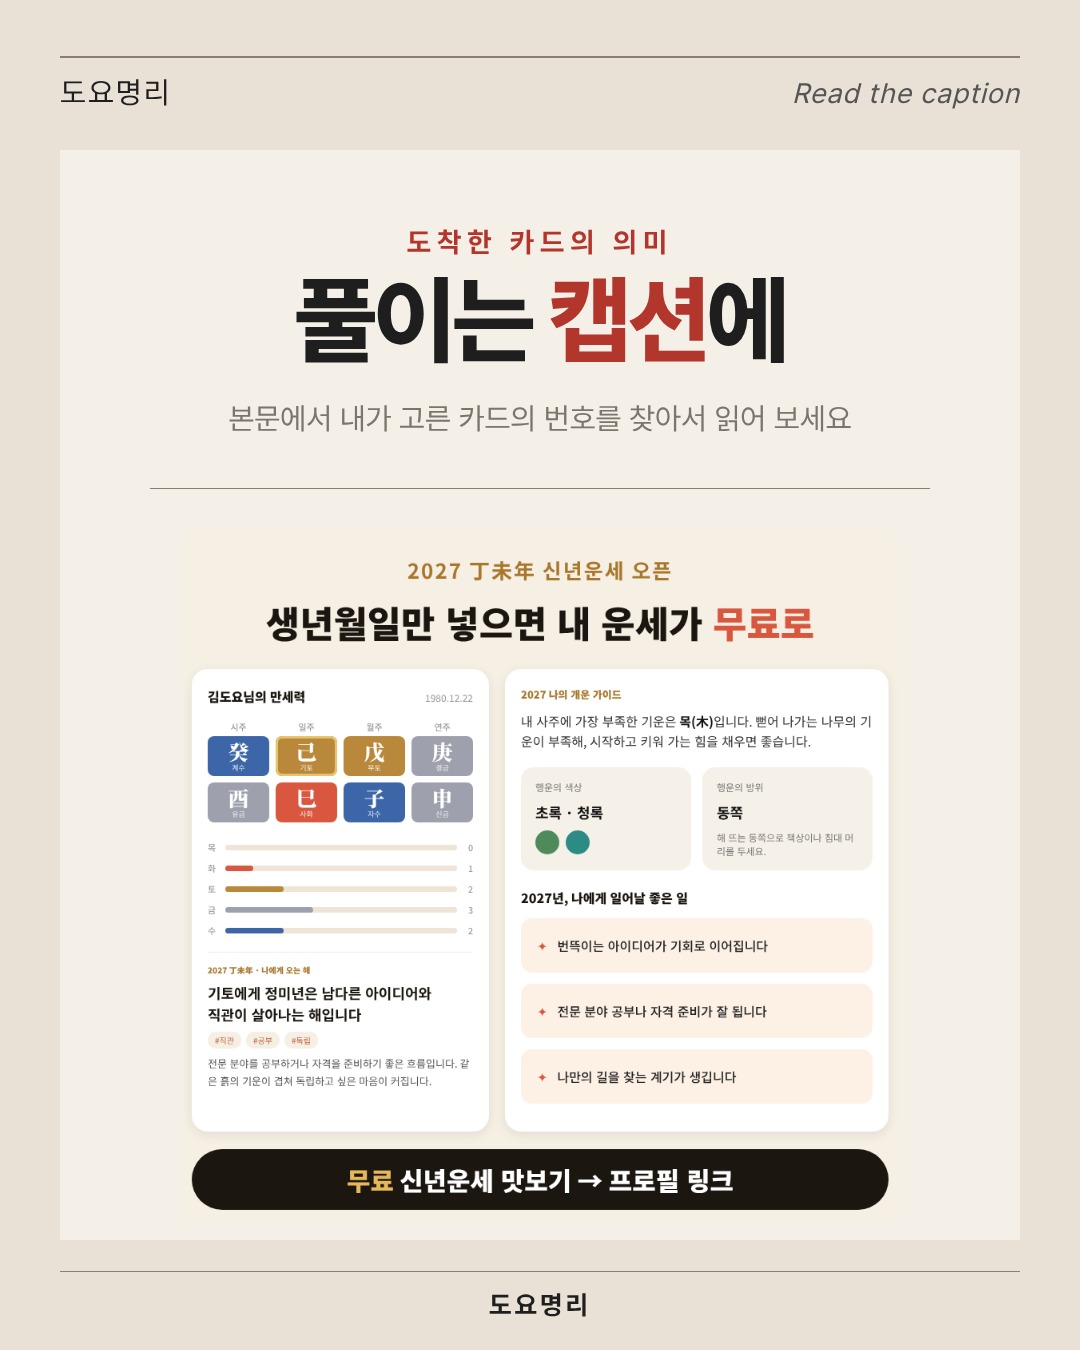 도요명리
Read the caption
도착한 카드의 의미
풀이는 캡션에
본문에서 내가 고른 카드의 번호를 찾아서 읽어 보세요
2027 丁未年 신년운세 오픈
생년월일만 넣으면 내 운세가 무료로
김도요님의 만세력
1980.12.22
시주 일주 월주 연주
癸 己 戊 庚
계수 기토 무토 경금
酉 巳 子 申
유금 사화 자수 신금
목 0
화 1
토 2
금 3
수 2
2027 丁未年 · 나에게 오는 해
기토에게 정미년은 남다른 아이디어와
직관이 살아나는 해입니다
#직관 #공부 #독립
전문 분야를 공부하거나 자격을 준비하기 좋은 흐름입니다. 같
은 흙의 기운이 겹쳐 독립하고 싶은 마음이 커집니다.
2027 나의 개운 가이드
내 사주에 가장 부족한 기운은 목(木)입니다. 뻗어 나가는 나무의 기
운이 부족해, 시작하고 키워 가는 힘을 채우면 좋습니다.
행운의 색상
초록 · 청록
행운의 방위
동쪽
해 뜨는 동쪽으로 책상이나 침대 머
리를 두세요.
2027년, 나에게 일어날 좋은 일
번뜩이는 아이디어가 기회로 이어집니다
전문 분야 공부나 자격 준비가 잘 됩니다
나만의 길을 찾는 계기가 생깁니다
무료 신년운세 맛보기 → 프로필 링크
도요명리